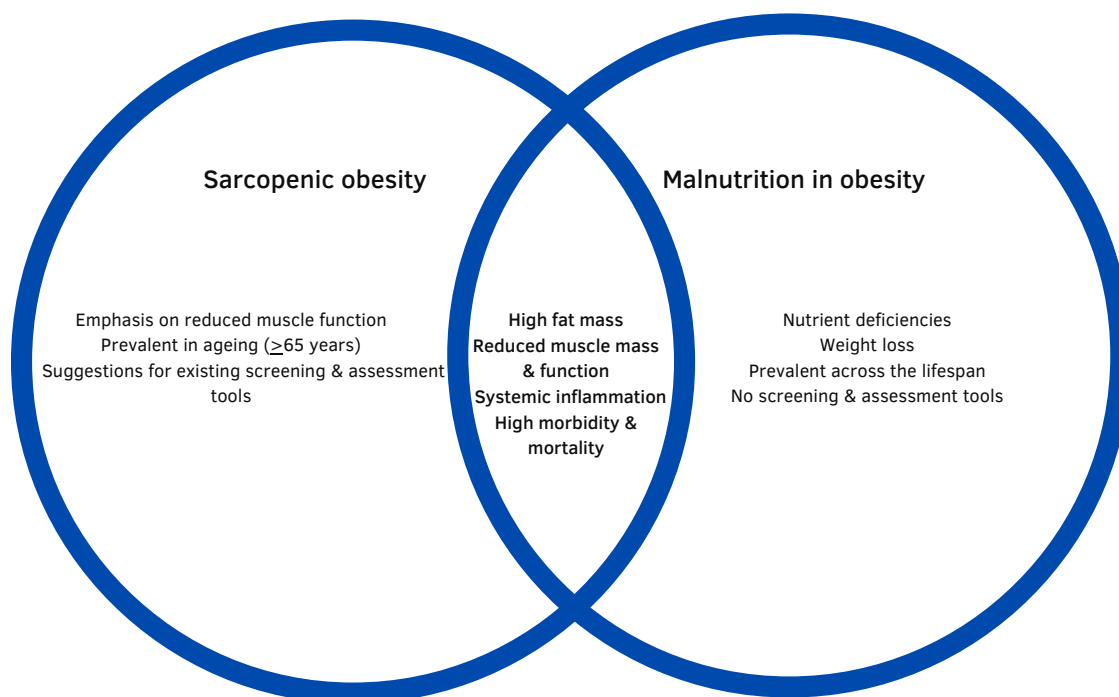 Sarcopenic obesity
Emphasis on reduced muscle function
Prevalent in ageing (≥65 years)
Suggestions for existing screening & assessment
tools
High fat mass
Reduced muscle mass
& function
Systemic inflammation
High morbidity &
mortality
Malnutrition in obesity
Nutrient deficiencies
Weight loss
Prevalent across the lifespan
No screening & assessment tools